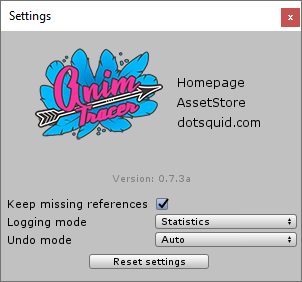 Settings
x
Anim
Tracer
Homepage
AssetStore
dotsquid.com
Version: 0.7.3a
Keep missing references
Logging mode Statistics
Undo mode Auto
Reset settings